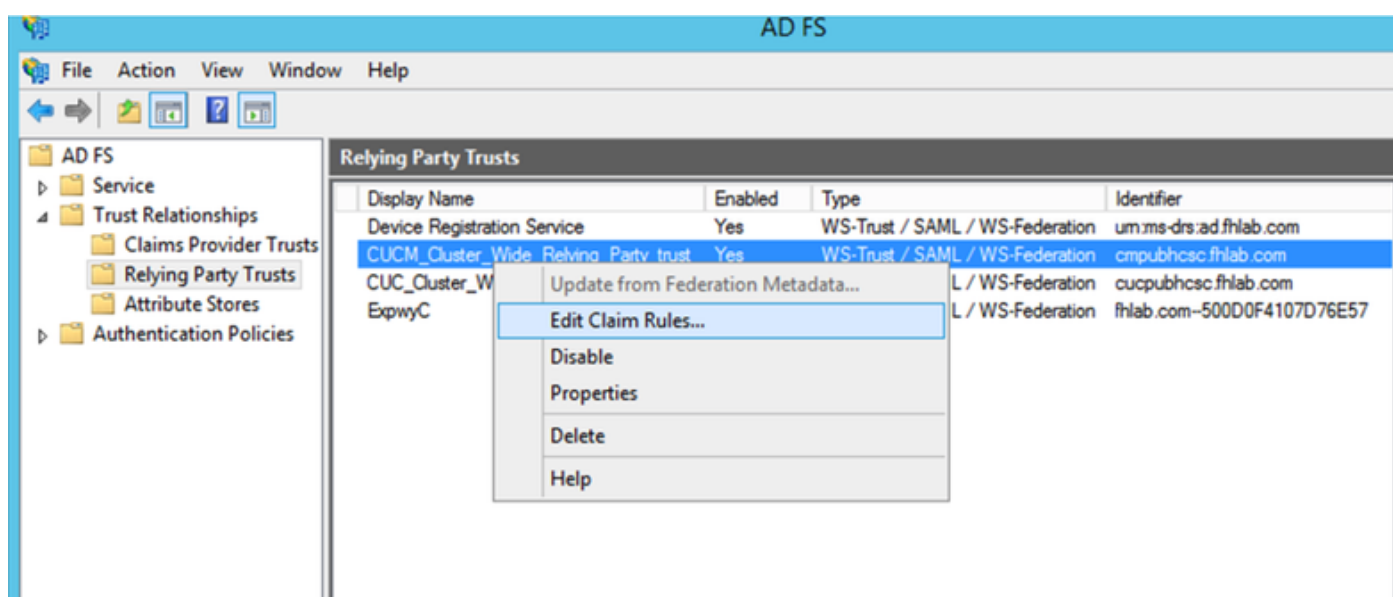 AD FS
File Action View Window Help
AD FS
Service
Trust Relationships
Claims Provider Trusts
Relying Party Trusts
Attribute Stores
Authentication Policies
Relying Party Trusts
Display Name Enabled Type Identifier
Device Registration Service Yes WS-Trust / SAML / WS-Federation urn:ms-drs:ad.fhlab.com
CUCM_Cluster_Wide_Relying_Party_trust Yes WS-Trust / SAML / WS-Federation cmpubhcsc.fhlab.com
CUC_Cluster_W L / WS-Federation cucpubhcsc.fhlab.com
ExpwyC L / WS-Federation fhlab.com--500D0F4107D76E57
Update from Federation Metadata...
Edit Claim Rules...
Disable
Properties
Delete
Help